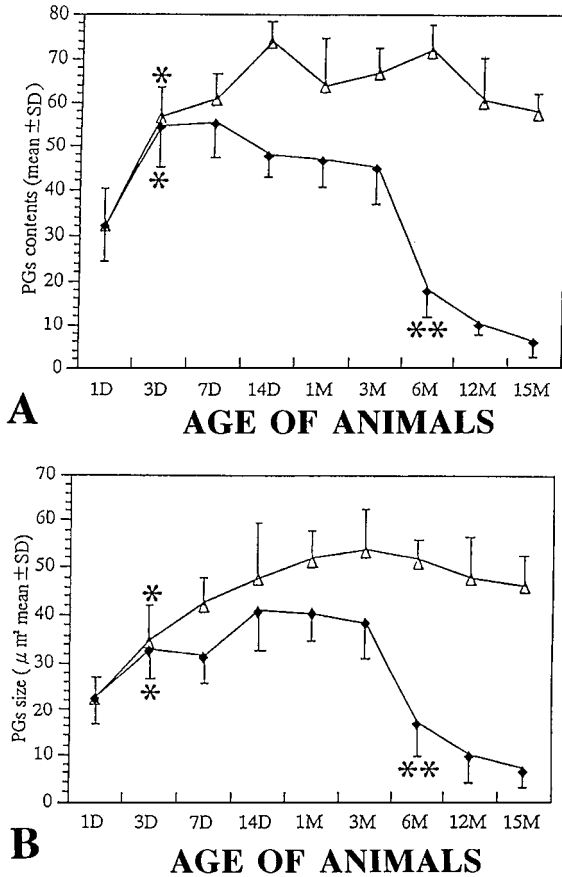 80
70
60
50
40
30
20
10
0
PGs contents (mean ±SD)
*
*
**
1D 3D 7D 14D 1M 3M 6M 12M 15M
A
AGE OF ANIMALS
70
60
50
40
30
20
10
0
PGs size (μ m² mean ±SD)
*
*
**
1D 3D 7D 14D 1M 3M 6M 12M 15M
B
AGE OF ANIMALS